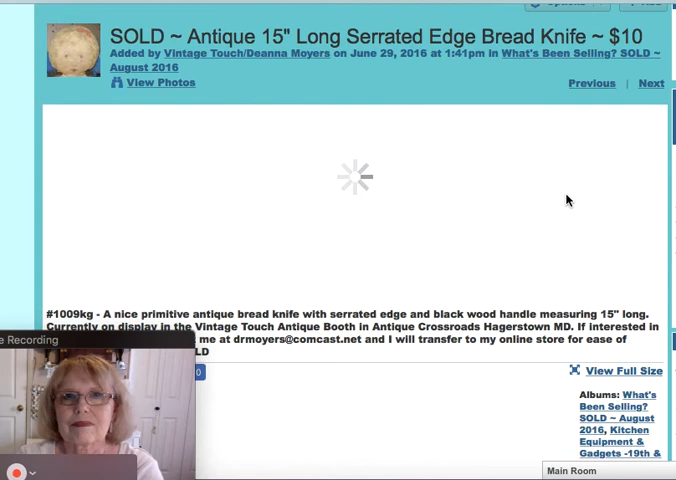 SOLD ~ Antique 15" Long Serrated Edge Bread Knife ~ $10
Added by Vintage Touch/Deanna Moyers on June 29, 2016 at 1:41pm in What's Been Selling? SOLD ~
August 2016
View Photos
Previous | Next
#1009kg - A nice primitive antique bread knife with serrated edge and black wood handle measuring 15" long.
Currently on display in the Vintage Touch Antique Booth in Antique Crossroads Hagerstown MD. If interested in
me at drmoyers@comcast.net and I will transfer to my online store for ease of
LD
e Recording
0
View Full Size
Albums: What's
Been Selling?
SOLD ~ August
2016, Kitchen
Equipment &
Gadgets -19th &
Main Room